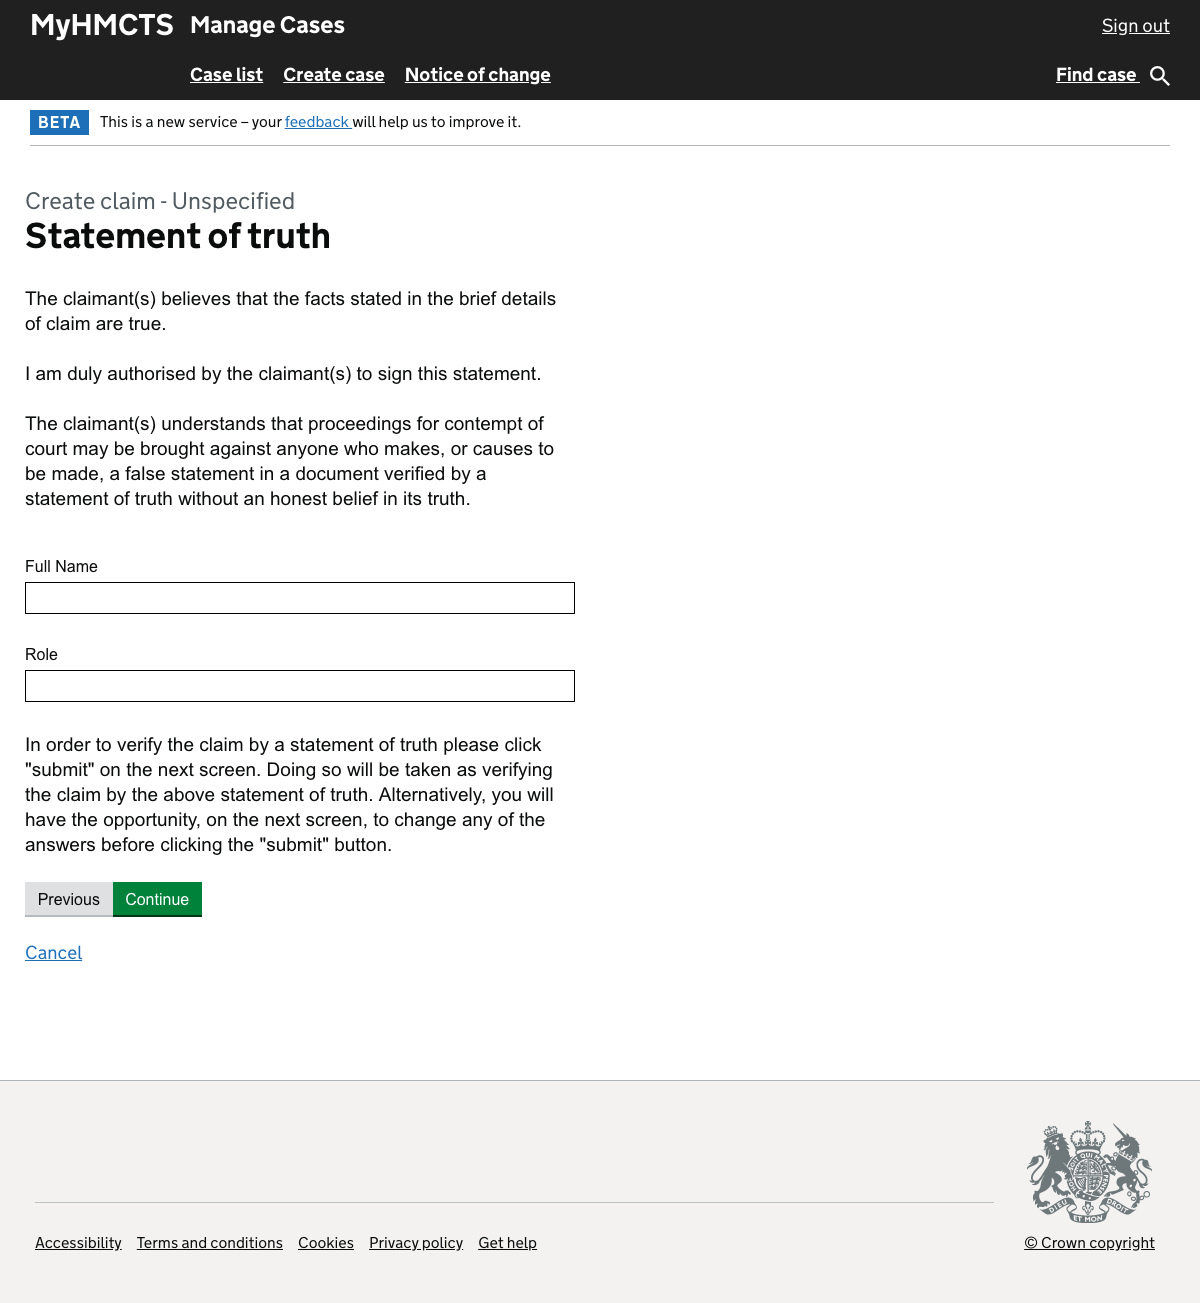 MyHMCTS Manage Cases Sign out
Case list Create case Notice of change Find case
BETA This is a new service – your feedback will help us to improve it.
Create claim - Unspecified
Statement of truth
The claimant(s) believes that the facts stated in the brief details
of claim are true.
I am duly authorised by the claimant(s) to sign this statement.
The claimant(s) understands that proceedings for contempt of
court may be brought against anyone who makes, or causes to
be made, a false statement in a document verified by a
statement of truth without an honest belief in its truth.
Full Name
Role
In order to verify the claim by a statement of truth please click
"submit" on the next screen. Doing so will be taken as verifying
the claim by the above statement of truth. Alternatively, you will
have the opportunity, on the next screen, to change any of the
answers before clicking the "submit" button.
Previous Continue
Cancel
DIEU ET MON DROIT
Accessibility Terms and conditions Cookies Privacy policy Get help © Crown copyright